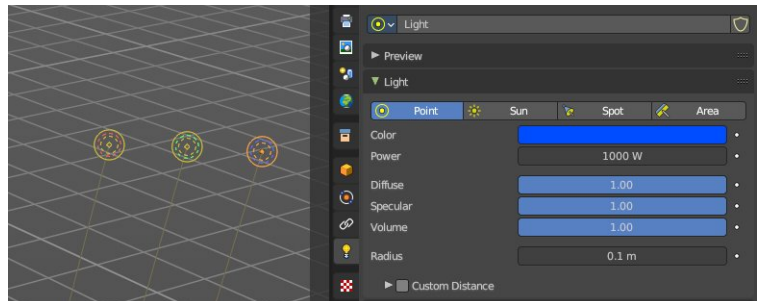 Light
Preview
Light
Point Sun Spot Area
Color
Power 1000 W
Diffuse 1.00
Specular 1.00
Volume 1.00
Radius 0.1 m
Custom Distance